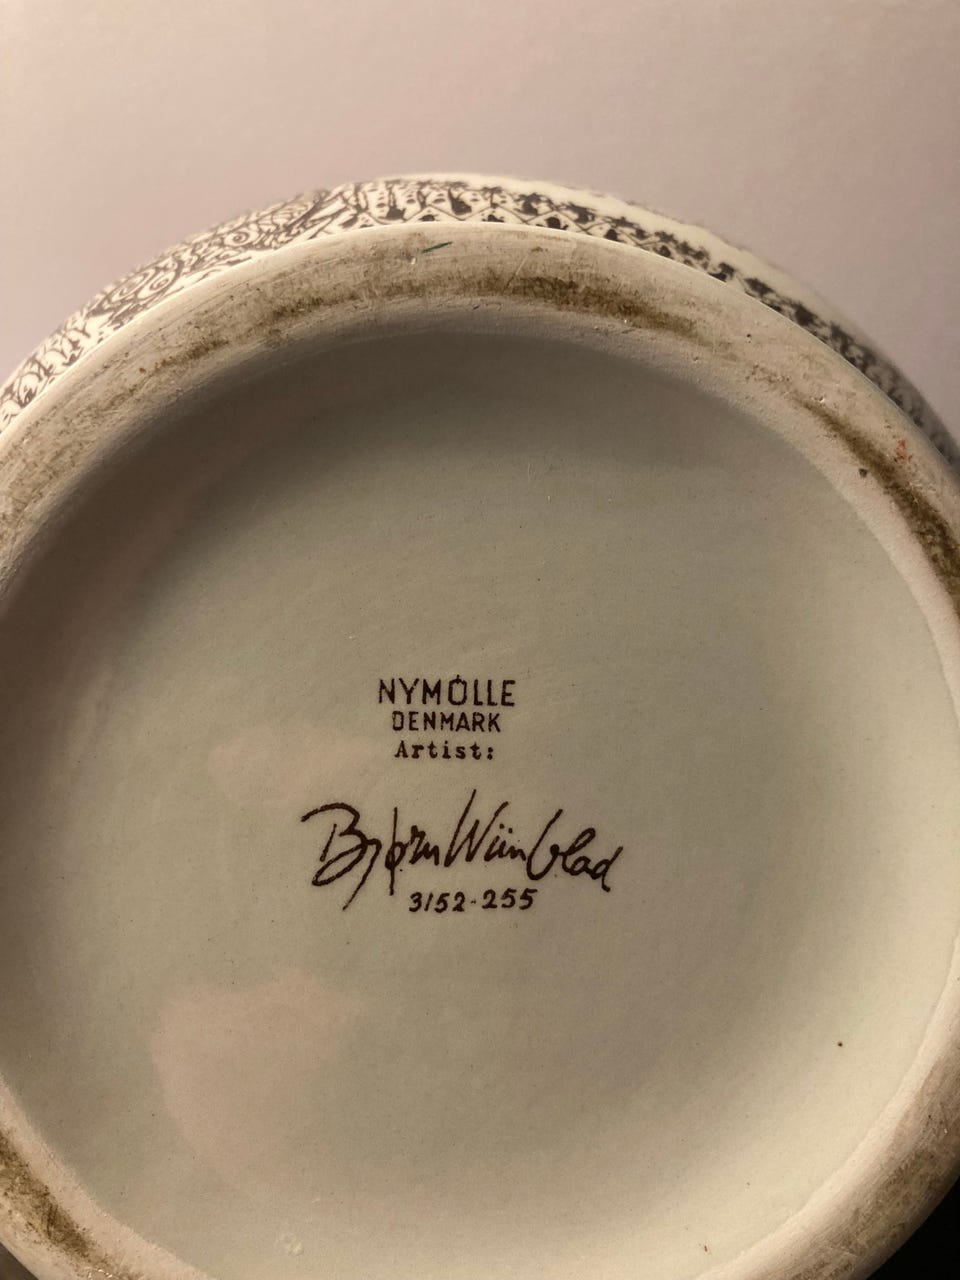 NYMÖLLE
DENMARK
Artist:
Bjørn Wiinblad
3152-255